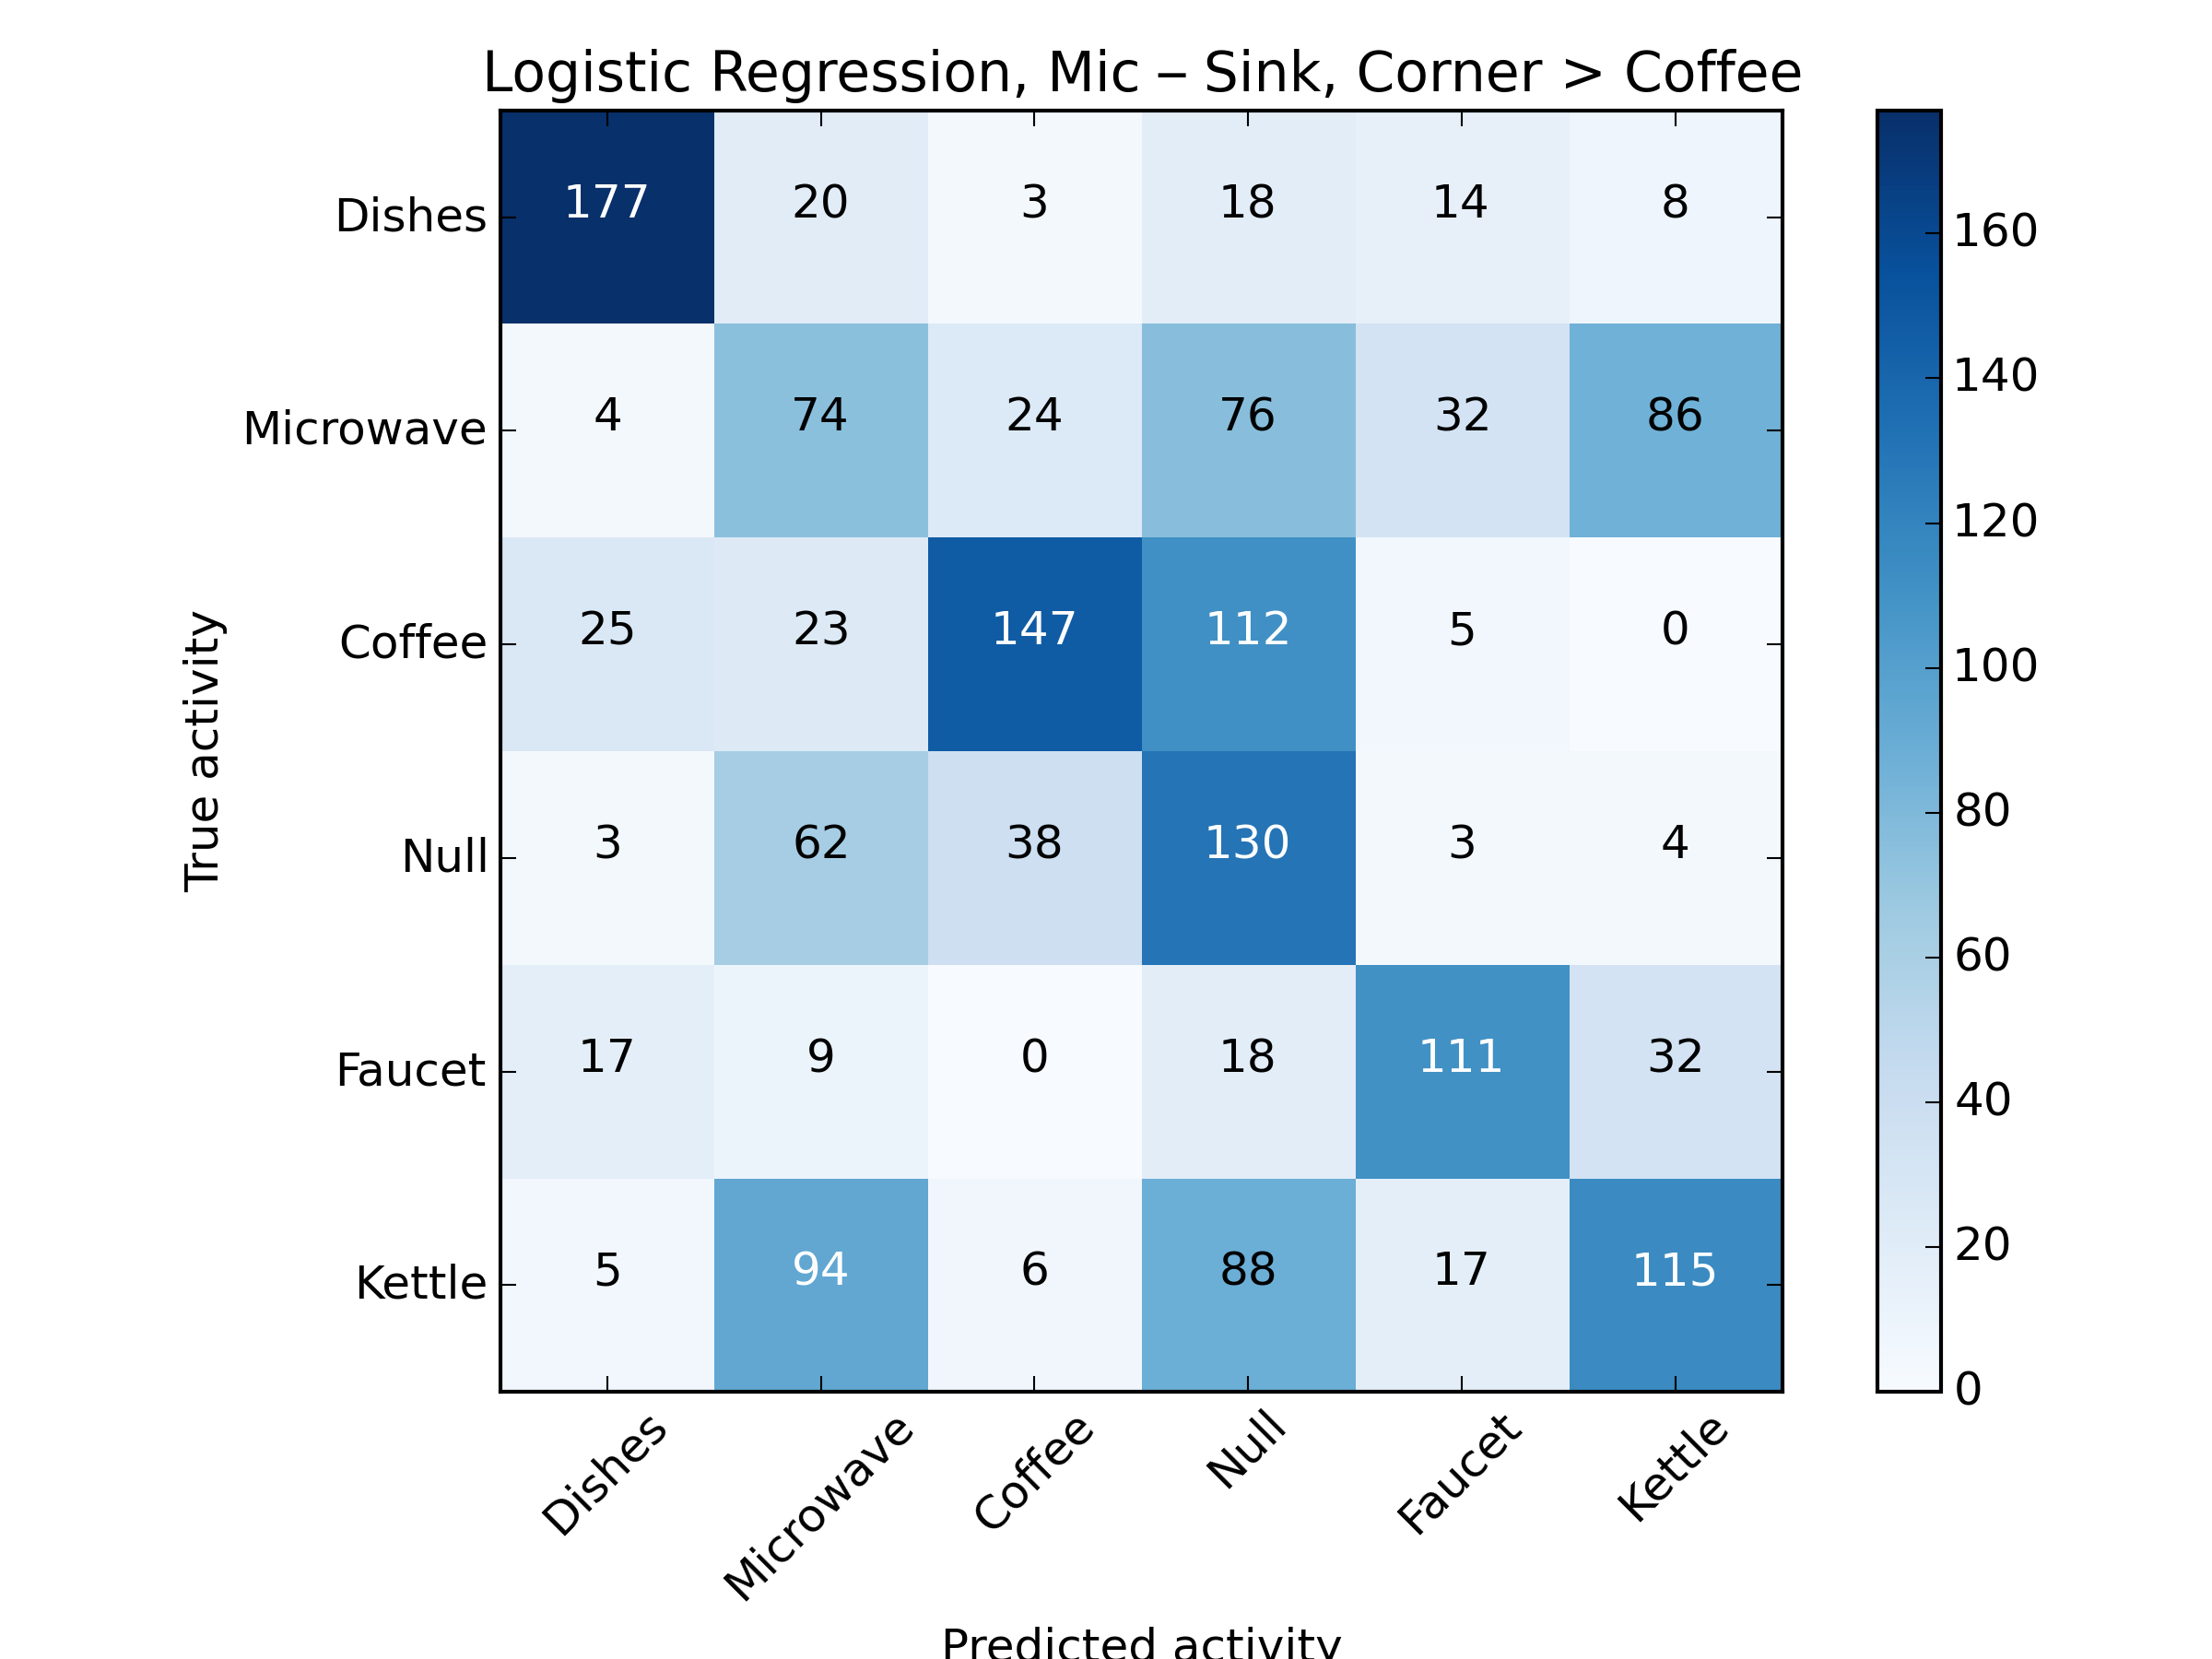 Logistic Regression, Mic – Sink, Corner > Coffee
Dishes 177 20 3 18 14 8
Microwave 4 74 24 76 32 86
Coffee 25 23 147 112 5 0
Null 3 62 38 130 3 4
Faucet 17 9 0 18 111 32
Kettle 5 94 6 88 17 115
True activity
Dishes Microwave Coffee Null Faucet Kettle
Predicted activity
160
140
120
100
80
60
40
20
0